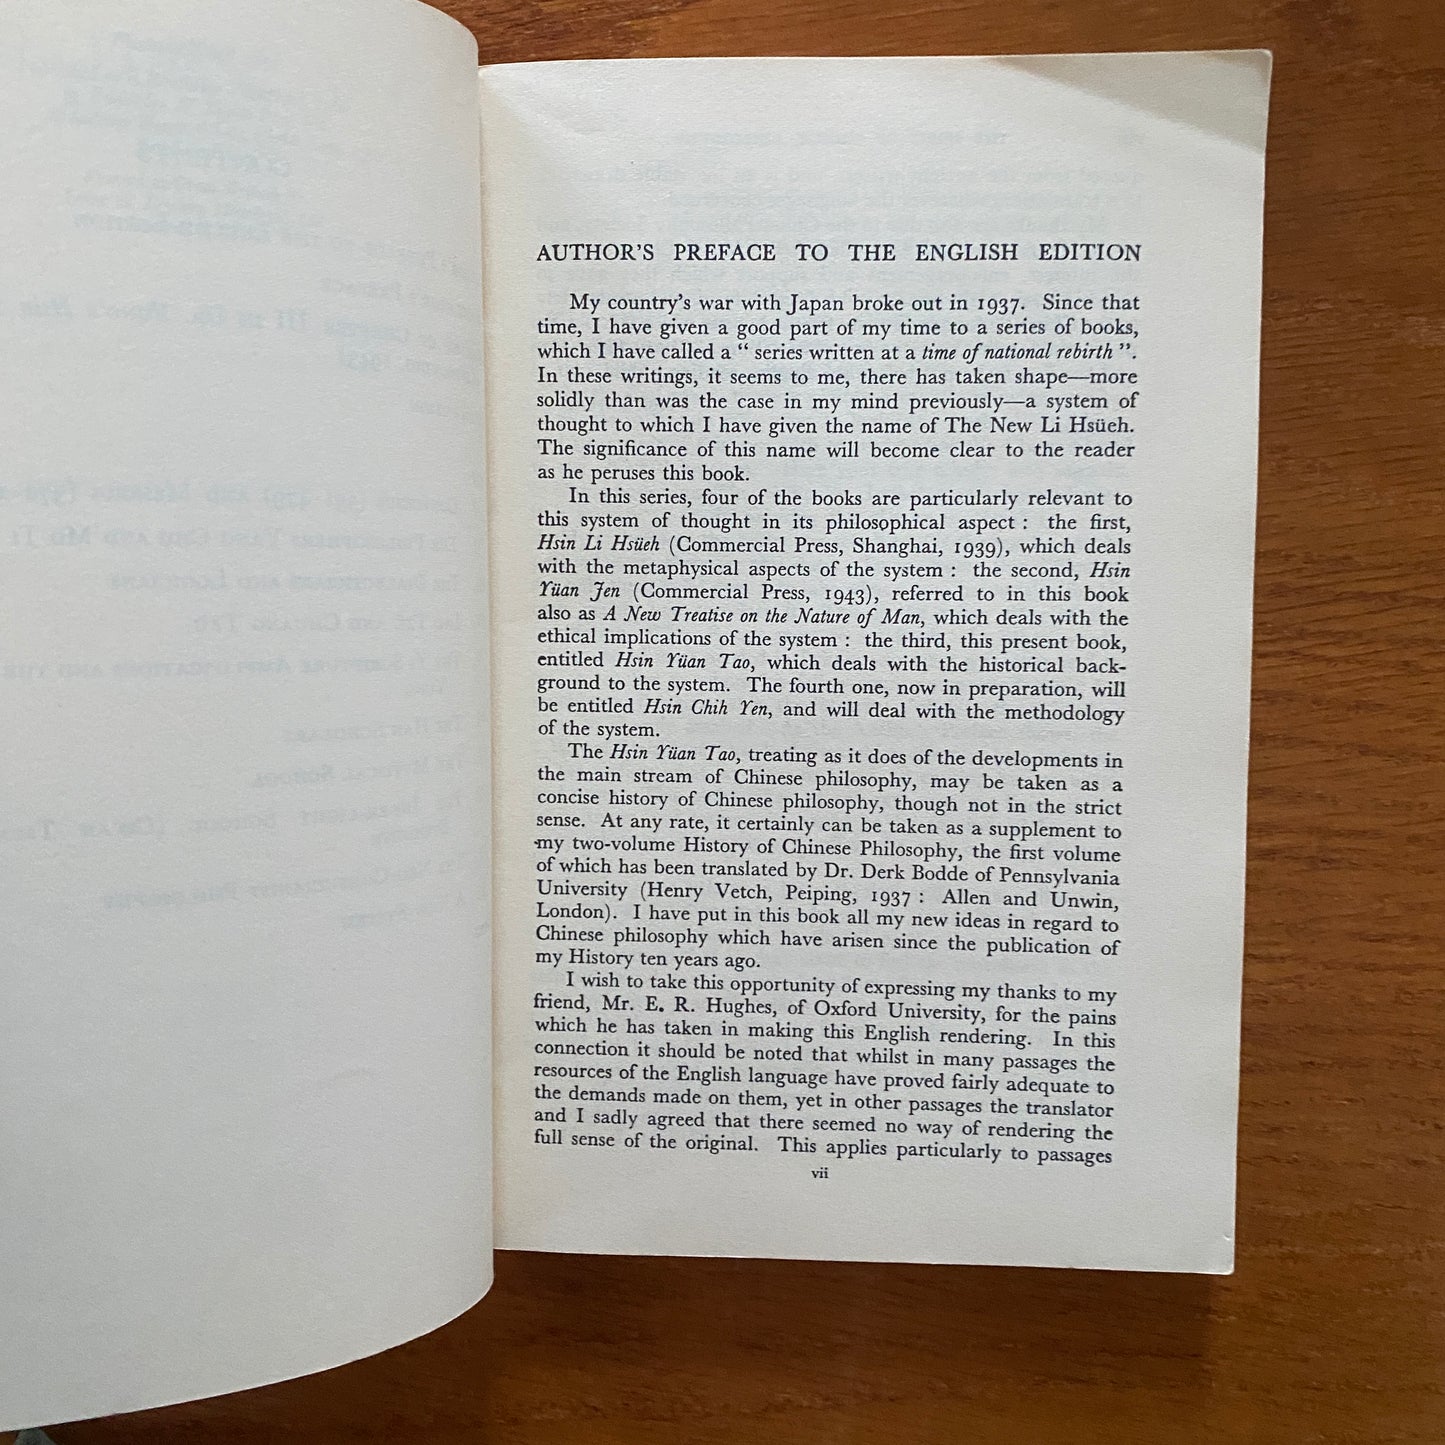 AUTHOR'S PREFACE TO THE ENGLISH EDITION
My country's war with Japan broke out in 1937. Since that
time, I have given a good part of my time to a series of books,
which I have called a “ series written at a time of national rebirth ”.
In these writings, it seems to me, there has taken shape—more
solidly than was the case in my mind previously—a system of
thought to which I have given the name of The New Li Hsüeh.
The significance of this name will become clear to the reader
as he peruses this book.
In this series, four of the books are particularly relevant to
this system of thought in its philosophical aspect : the first,
Hsin Li Hsüeh (Commercial Press, Shanghai, 1939), which deals
with the metaphysical aspects of the system : the second, Hsin
Yüan Jen (Commercial Press, 1943), referred to in this book
also as A New Treatise on the Nature of Man, which deals with the
ethical implications of the system : the third, this present book,
entitled Hsin Yüan Tao, which deals with the historical back-
ground to the system. The fourth one, now in preparation, will
be entitled Hsin Chih Yen, and will deal with the methodology
of the system.
The Hsin Yüan Tao, treating as it does of the developments in
the main stream of Chinese philosophy, may be taken as a
concise history of Chinese philosophy, though not in the strict
sense. At any rate, it certainly can be taken as a supplement to
my two-volume History of Chinese Philosophy, the first volume
of which has been translated by Dr. Derk Bodde of Pennsylvania
University (Henry Vetch, Peiping, 1937 : Allen and Unwin,
London). I have put in this book all my new ideas in regard to
Chinese philosophy which have arisen since the publication of
my History ten years ago.
I wish to take this opportunity of expressing my thanks to my
friend, Mr. E. R. Hughes, of Oxford University, for the pains
which he has taken in making this English rendering. In this
connection it should be noted that whilst in many passages the
resources of the English language have proved fairly adequate to
the demands made on them, yet in other passages the translator
and I sadly agreed that there seemed no way of rendering the
full sense of the original. This applies particularly to passages
vii